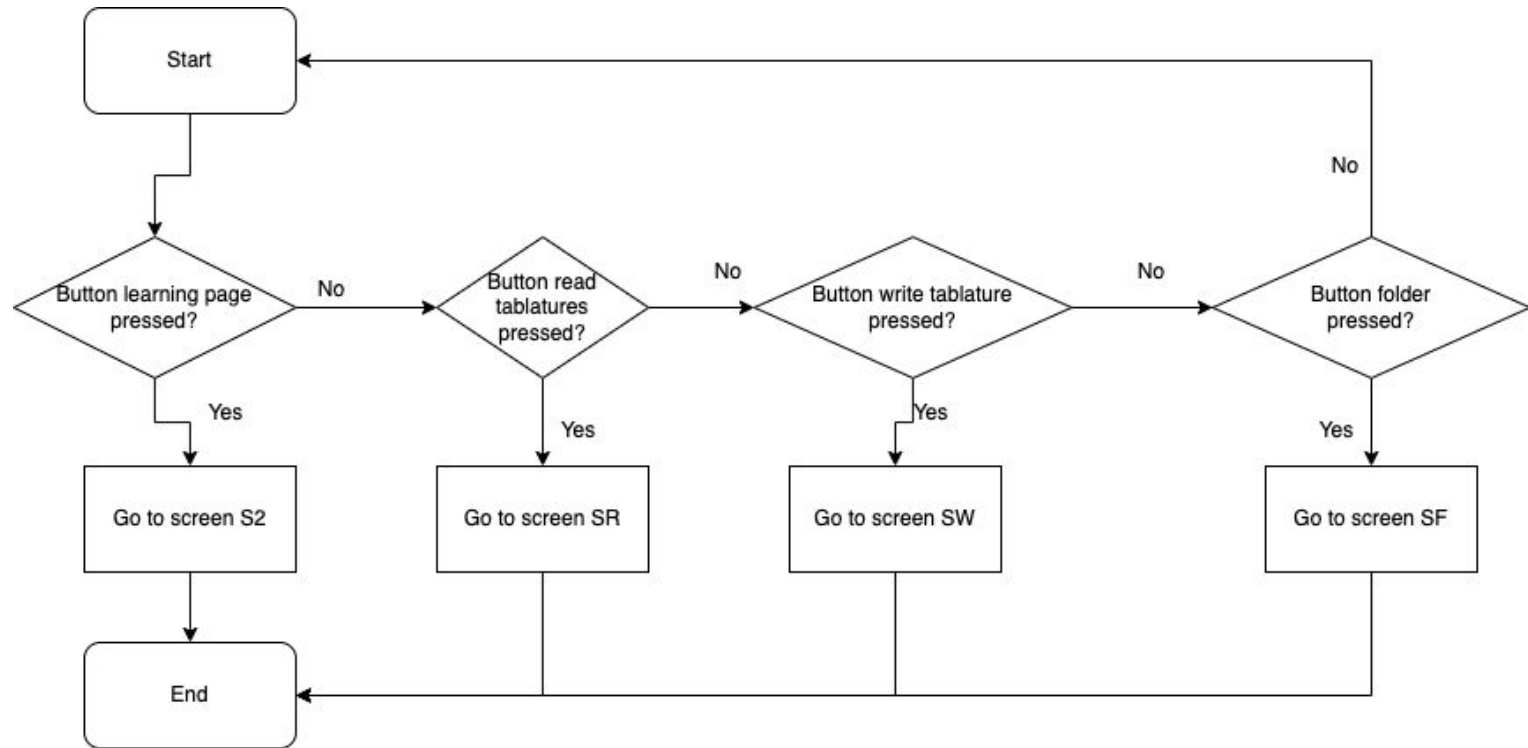 Start
No
Button learning page
pressed?
No
Button read
tablatures
pressed?
No
Button write tablature
pressed?
No
Button folder
pressed?
Yes
Yes
Yes
Yes
Go to screen S2
Go to screen SR
Go to screen SW
Go to screen SF
End